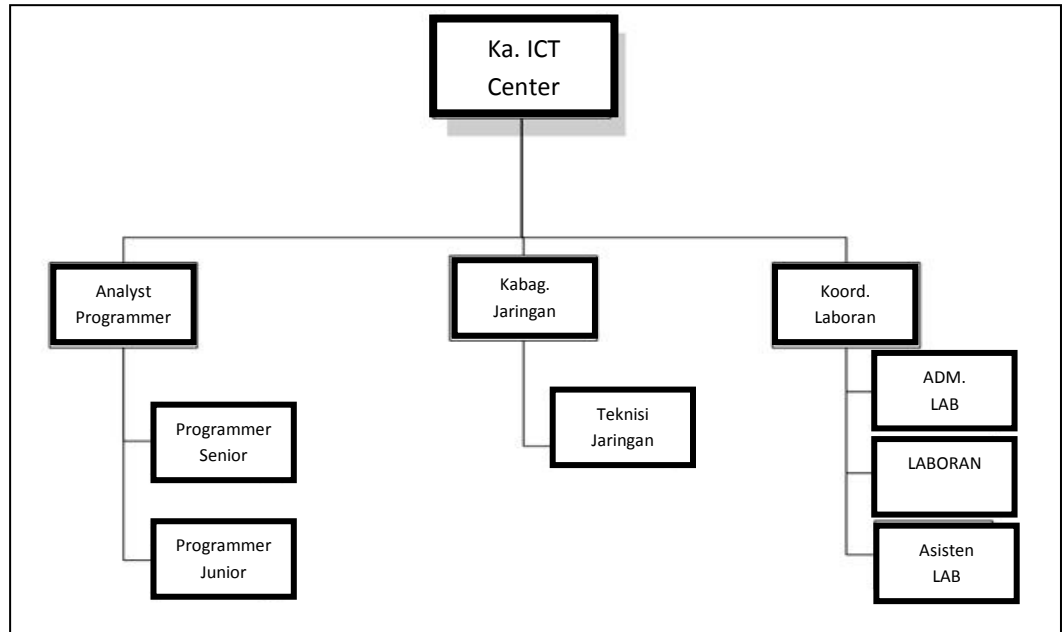 Ka. ICT
Center
Analyst
Programmer
Kabag.
Jaringan
Koord.
Laboran
Programmer
Senior
Programmer
Junior
Teknisi
Jaringan
ADM.
LAB
LABORAN
Asisten
LAB